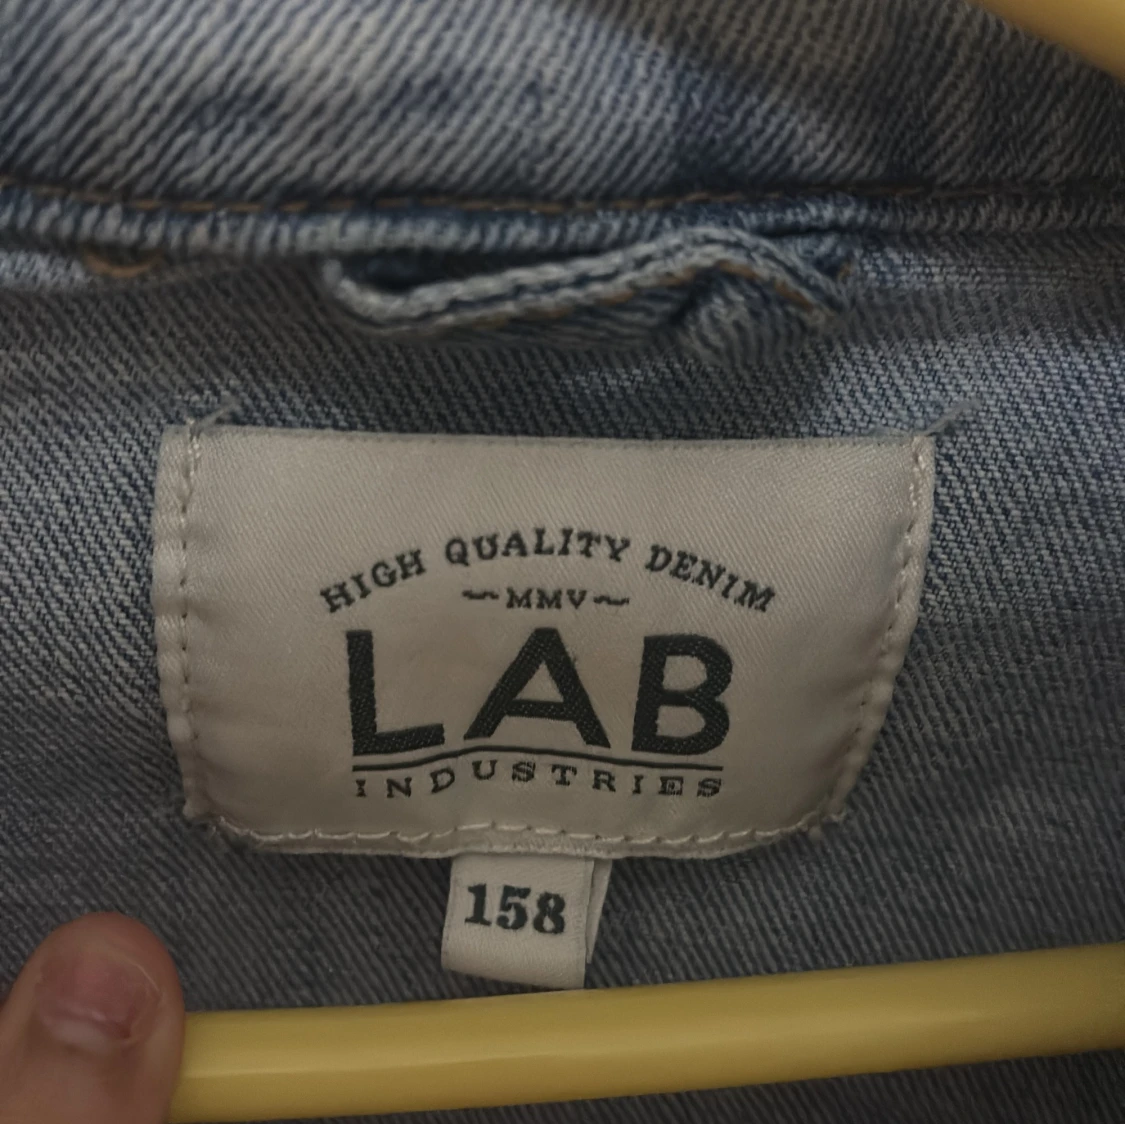 HIGH QUALITY DENIM
~MMV~
LAB
INDUSTRIES
158